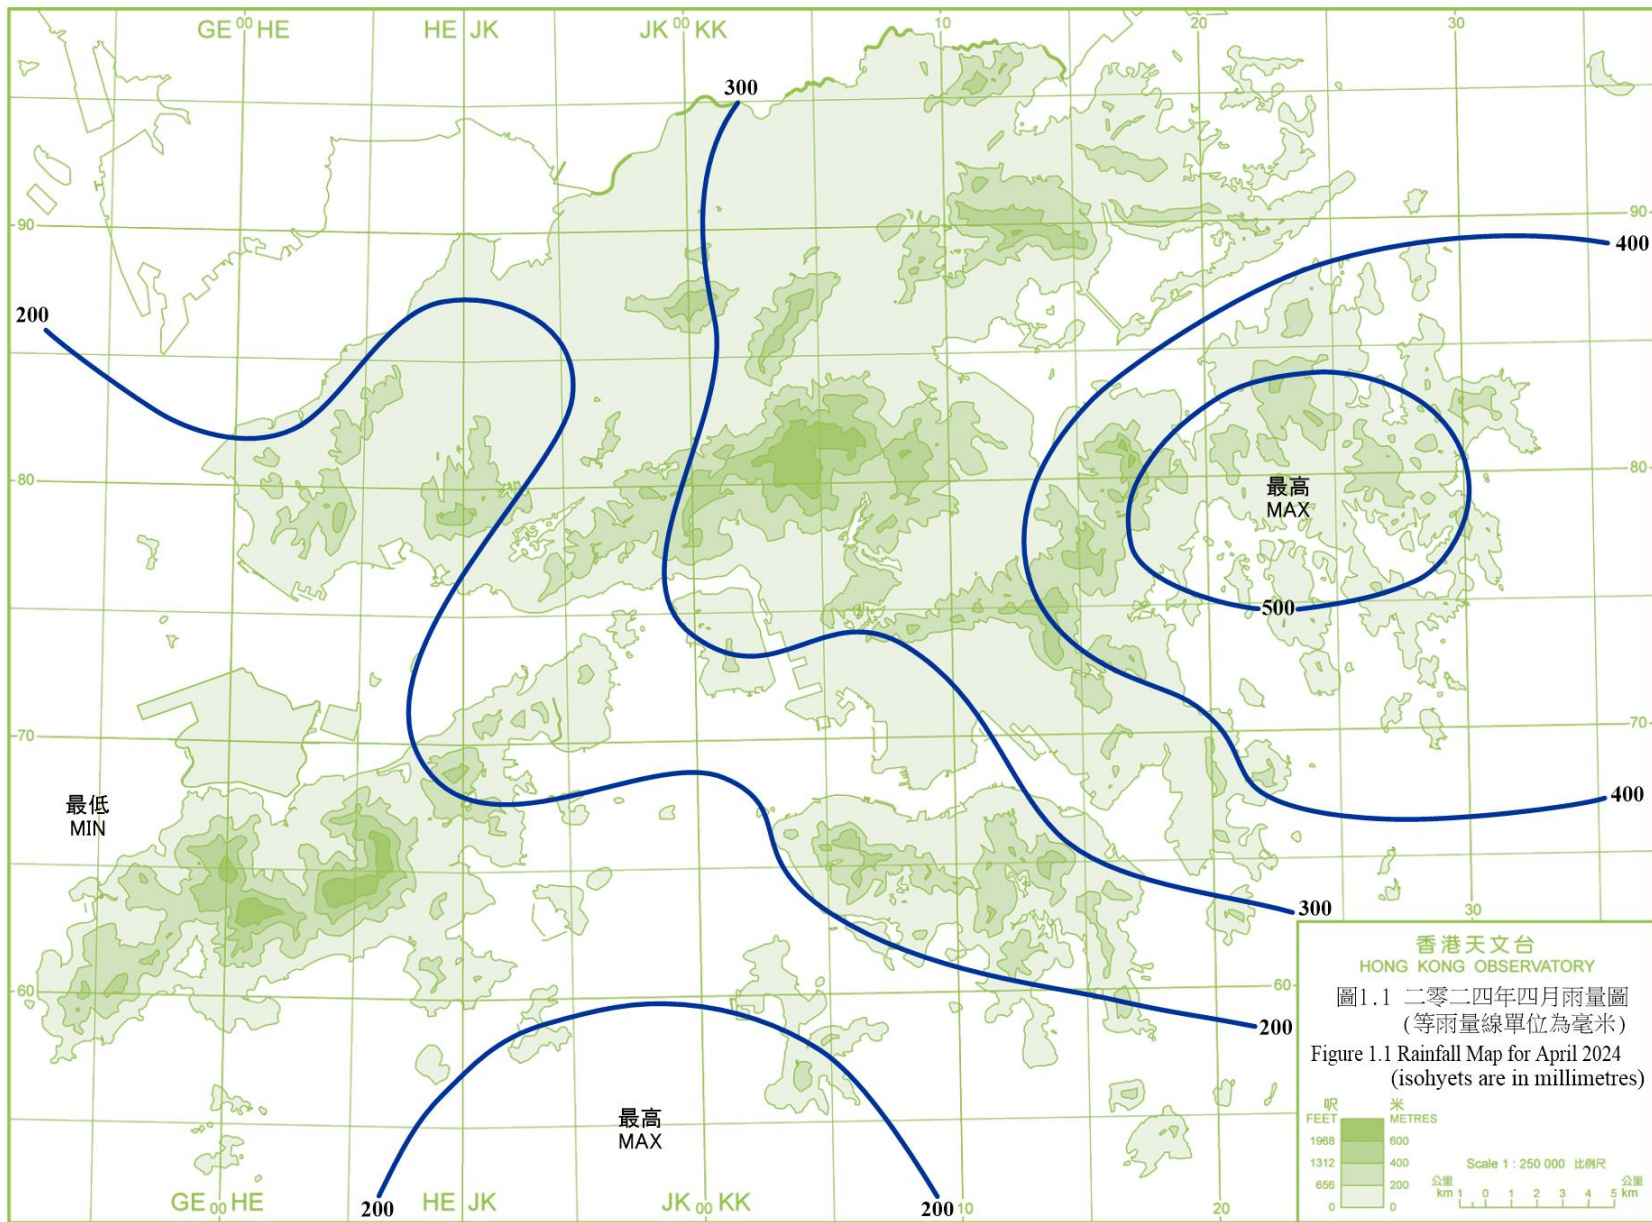 GE 00 HE
HE JK
JK 00 KK
10
20
30
300
90
90
400
200
80
80
最高
MAX
500
70
70
最低
MIN
400
300
30
60
60
200
最高
MAX
200
200
GE 00 HE
HE JK
JK 00 KK
10
20
香港天文台
HONG KONG OBSERVATORY
圖1.1 二零二四年四月雨量圖
(等雨量線單位為毫米)
Figure 1.1 Rainfall Map for April 2024
(isohyets are in millimetres)
呎 米
FEET METRES
1968 600
1312 400
656 200
0 0
Scale 1 : 250 000 比例尺
公里 公里
km 1 0 1 2 3 4 5 km